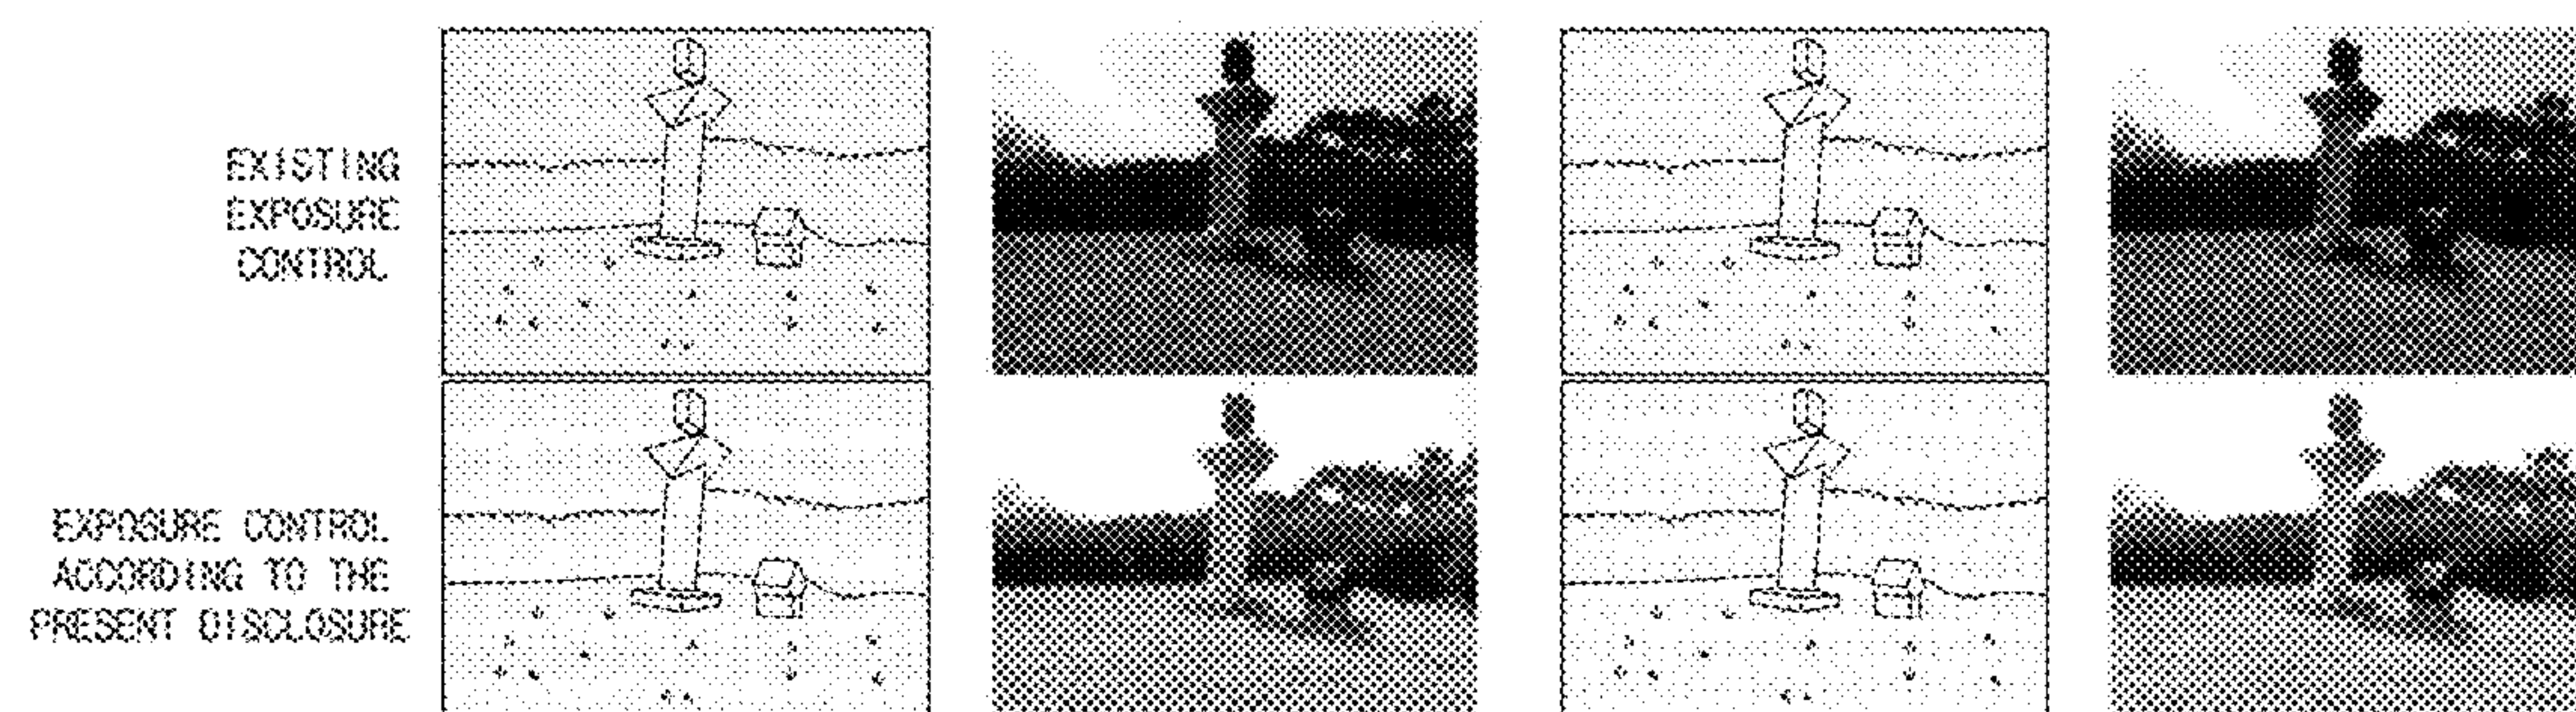 EXISTING
EXPOSURE
CONTROL
EXPOSURE CONTROL
ACCORDING TO THE
PRESENT DISCLOSURE